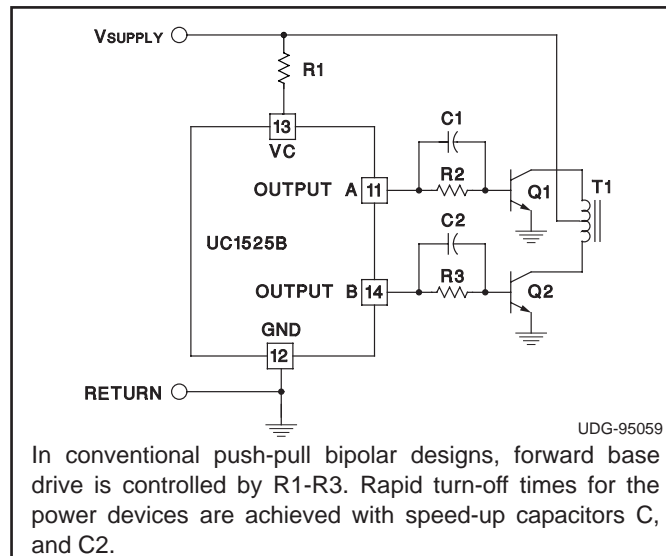 VSUPPLY
R1
13
VC
C1
OUTPUT A 11
R2
Q1
T1
C2
UC1525B
OUTPUT B 14
R3
Q2
GND
12
RETURN
UDG-95059
In conventional push-pull bipolar designs, forward base
drive is controlled by R1-R3. Rapid turn-off times for the
power devices are achieved with speed-up capacitors C,
and C2.